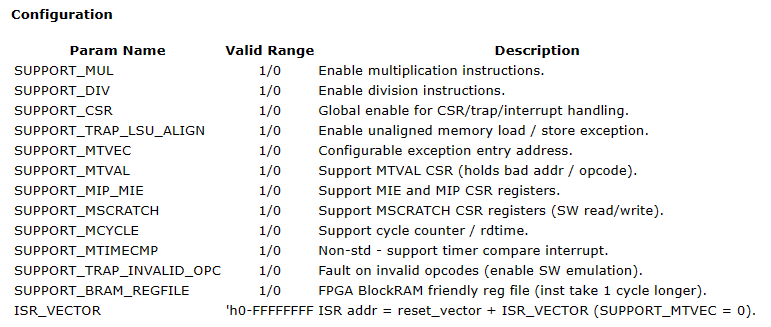 Configuration
Param Name Valid Range Description
SUPPORT_MUL 1/0 Enable multiplication instructions.
SUPPORT_DIV 1/0 Enable division instructions.
SUPPORT_CSR 1/0 Global enable for CSR/trap/interrupt handling.
SUPPORT_TRAP_LSU_ALIGN 1/0 Enable unaligned memory load / store exception.
SUPPORT_MTVEC 1/0 Configurable exception entry address.
SUPPORT_MTVAL 1/0 Support MTVAL CSR (holds bad addr / opcode).
SUPPORT_MIP_MIE 1/0 Support MIE and MIP CSR registers.
SUPPORT_MSCRATCH 1/0 Support MSCRATCH CSR registers (SW read/write).
SUPPORT_MCYCLE 1/0 Support cycle counter / rdtime.
SUPPORT_MTIMECMP 1/0 Non-std - support timer compare interrupt.
SUPPORT_TRAP_INVALID_OPC 1/0 Fault on invalid opcodes (enable SW emulation).
SUPPORT_BRAM_REGFILE 1/0 FPGA BlockRAM friendly reg file (inst take 1 cycle longer).
ISR_VECTOR 'h0-FFFFFFFF ISR addr = reset_vector + ISR_VECTOR (SUPPORT_MTVEC = 0).